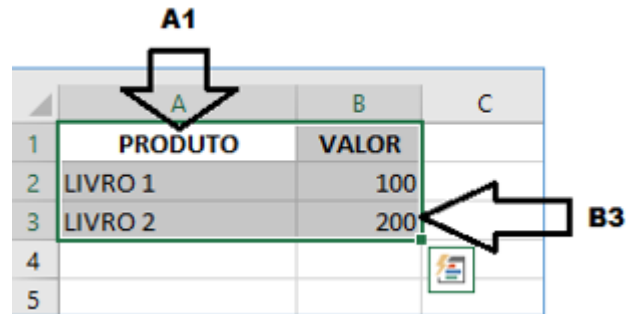 A1
A B C
1 PRODUTO VALOR
2 LIVRO 1 100
3 LIVRO 2 200
B3
4
5